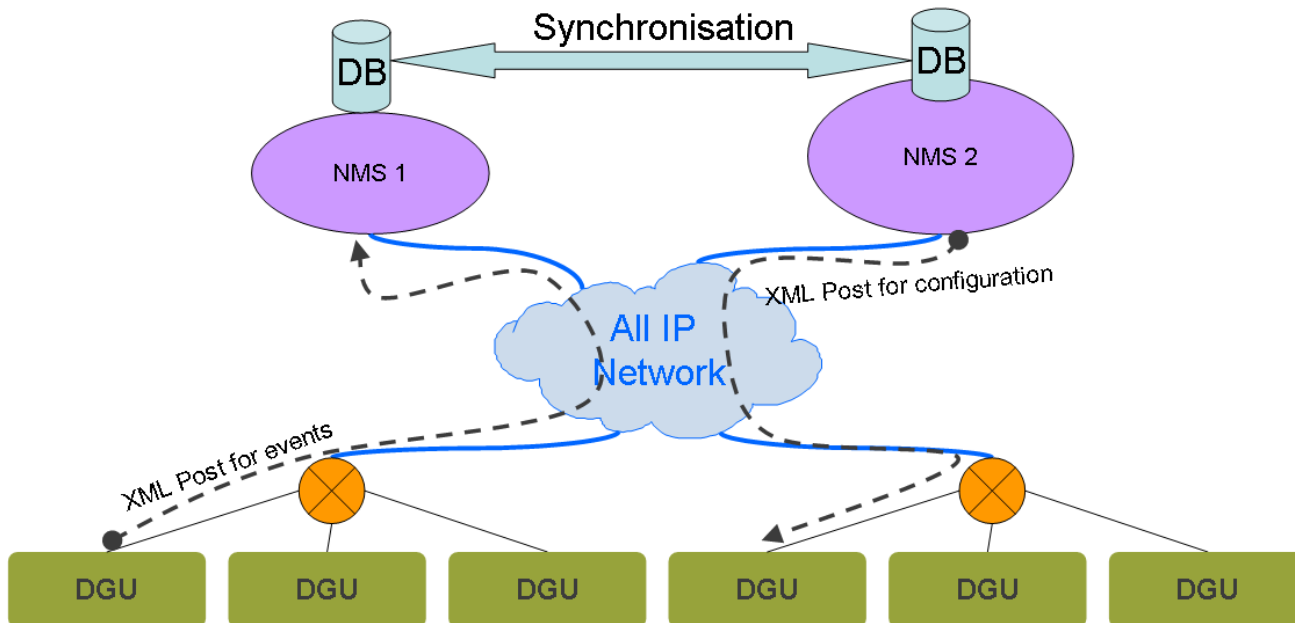 Synchronisation
DB
DB
NMS 1
NMS 2
XML Post for configuration
All IP
Network
XML Post for events
DGU
DGU
DGU
DGU
DGU
DGU